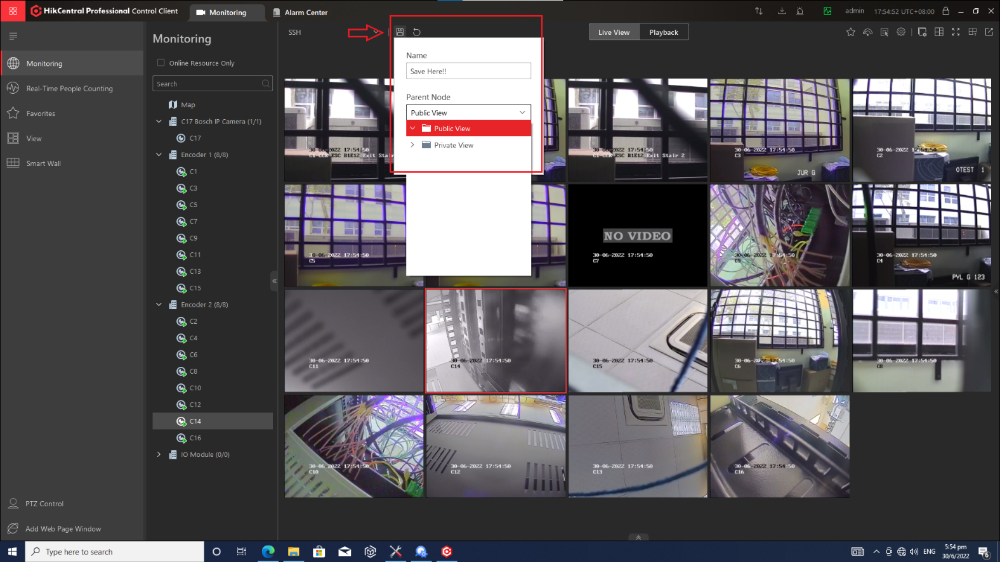 HikCentral Professional Control Client
Monitoring
Alarm Center
admin
17:54:52 UTC+08:00
Monitoring
Real-Time People Counting
Favorites
View
Smart Wall
PTZ Control
Add Web Page Window
Monitoring
Online Resource Only
Search
Map
C17 Bosch IP Camera (1/1)
C17
Encoder 1 (8/8)
C1
C3
C5
C7
C9
C11
C13
C15
Encoder 2 (8/8)
C2
C4
C6
C8
C10
C12
C14
C16
IO Module (0/0)
SSH
Live View
Playback
Name
Save Here!!
Parent Node
Public View
Public View
Private View
30-06-2022 17:54:50
C1-CCK ESC B1E12 Exit Stair
30-06-2022 17:54:50
C1-CCK ESC B1E12 Exit Stair 2
30-06-2022 17:54:50
C3
JUR G
30-06-2022 17:54:50
C2
OTEST 1
30-06-2022 17:54:50
C5
NO VIDEO
30-06-2022 17:54:50
C7
30-06-2022 17:54:50
C9
30-06-2022 17:54:50
C4
PYL G 123
30-06-2022 17:54:50
C11
30-06-2022 17:54:50
C14
30-06-2022 17:54:50
C15
30-06-2022 17:54:50
C6
30-06-2022 17:54:50
C8
30-06-2022 17:54:50
C10
30-06-2022 17:54:50
C12
30-06-2022 17:54:50
C13
30-06-2022 17:54:50
C16
Type here to search
ENG
5:54 pm
30/6/2022
6